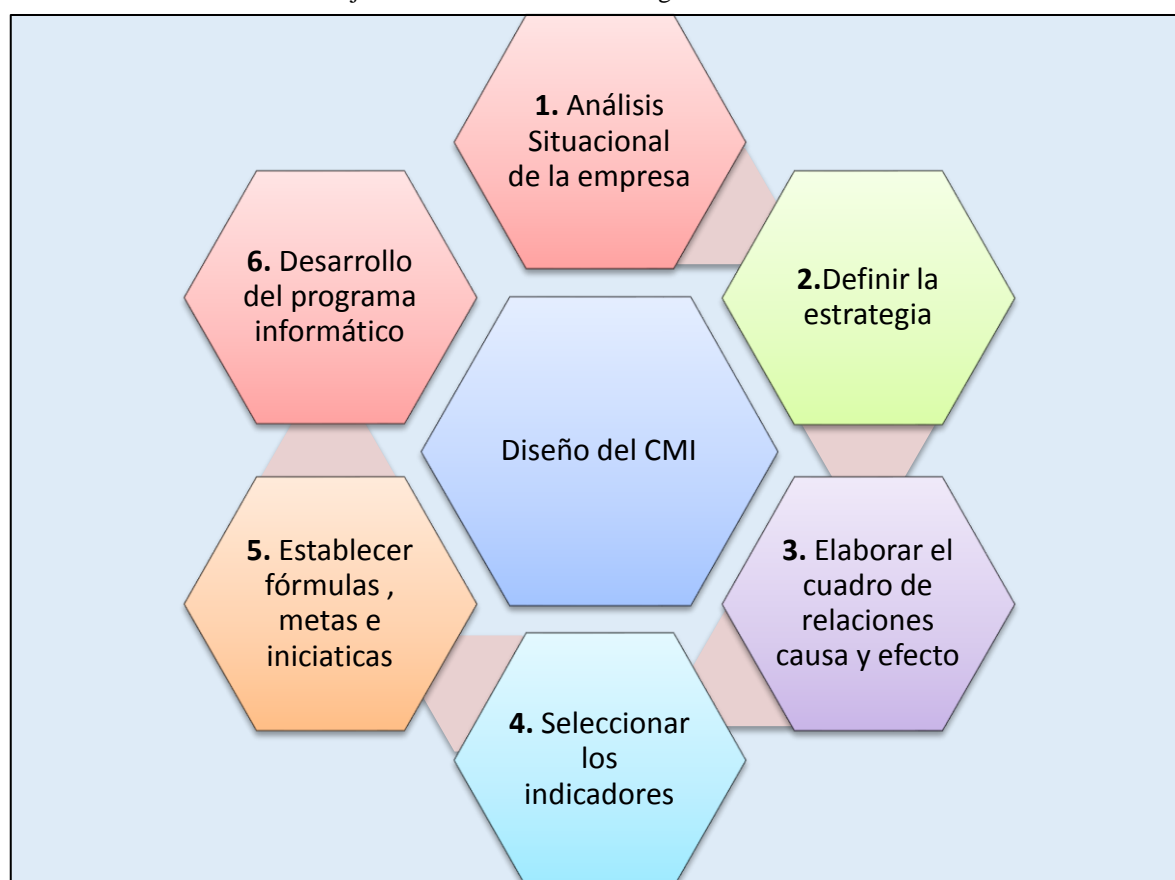 1. Análisis
Situacional
de la empresa
2.Definir la
estrategia
3. Elaborar el
cuadro de
relaciones
causa y efecto
4. Seleccionar
los
indicadores
5. Establecer
fórmulas ,
metas e
iniciaticas
6. Desarrollo
del programa
informático
Diseño del CMI